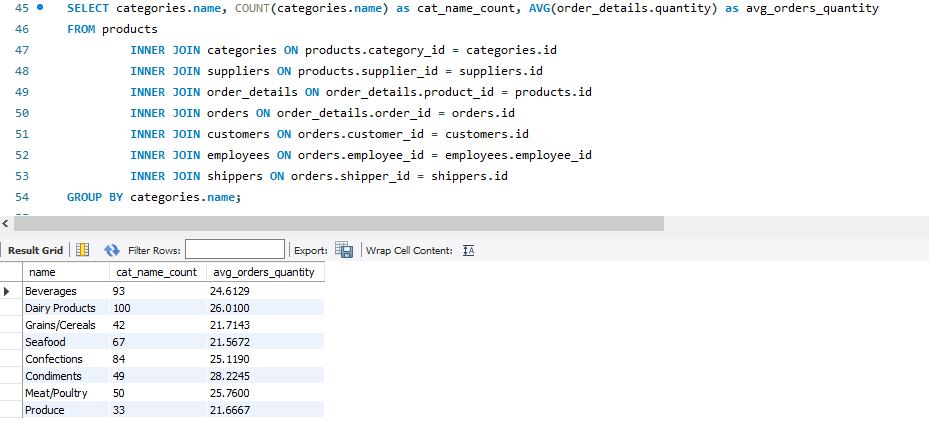 45 SELECT categories.name, COUNT(categories.name) as cat_name_count, AVG(order_details.quantity) as avg_orders_quantity
46 FROM products
47 INNER JOIN categories ON products.category_id = categories.id
48 INNER JOIN suppliers ON products.supplier_id = suppliers.id
49 INNER JOIN order_details ON order_details.product_id = products.id
50 INNER JOIN orders ON order_details.order_id = orders.id
51 INNER JOIN customers ON orders.customer_id = customers.id
52 INNER JOIN employees ON orders.employee_id = employees.employee_id
53 INNER JOIN shippers ON orders.shipper_id = shippers.id
54 GROUP BY categories.name;
Result Grid Filter Rows: Export: Wrap Cell Content:
name cat_name_count avg_orders_quantity
Beverages 93 24.6129
Dairy Products 100 26.0100
Grains/Cereals 42 21.7143
Seafood 67 21.5672
Confections 84 25.1190
Condiments 49 28.2245
Meat/Poultry 50 25.7600
Produce 33 21.6667